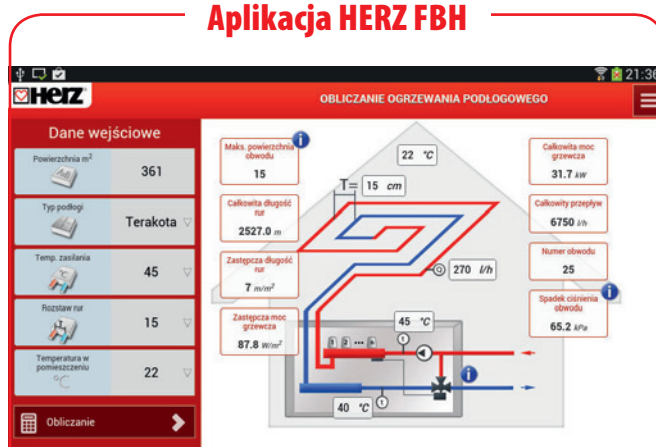 Aplikacja HERZ FBH
21:36
Herz
OBLICZANIE OGRZEWANIA PODŁOGOWEGO
Dane wejściowe
Powierzchnia m²
361
Typ podłogi
Terakota
Temp. zasilania
45
Rozstaw rur
15
Temperatura w
pomieszczeniu
°C
22
Obliczanie
Maks. powierzchnia
obwodu
15
i
Całkowita długość
rur
2527.0 m
Zastępcza długość
rur
7 m/m²
Zastępcza moc
grzewcza
87.8 W/m²
22 °C
T= 15 cm
Q 270 l/h
45 °C
1 2
t
40 °C
t
i
Całkowita moc
grzewcza
31.7 kW
Całkowity przepływ
6750 l/h
Numer obwodu
25
i
Spadek ciśnienia
obwodu
65.2 kPa